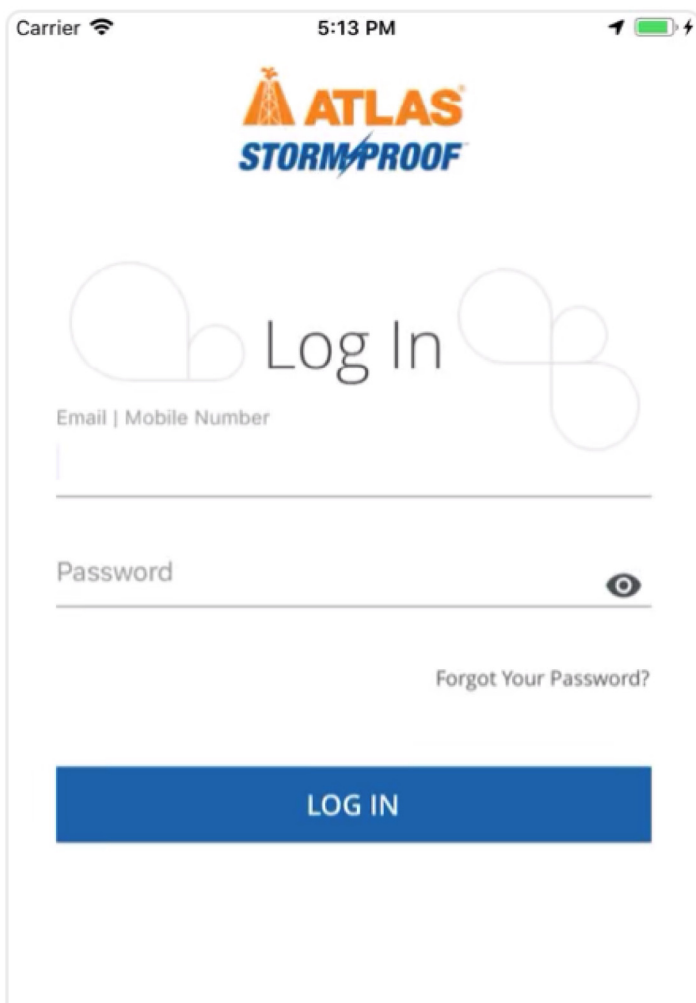 Carrier 5:13 PM
ATLAS®
STORMPROOF
Log In
Email | Mobile Number
Password
Forgot Your Password?
LOG IN